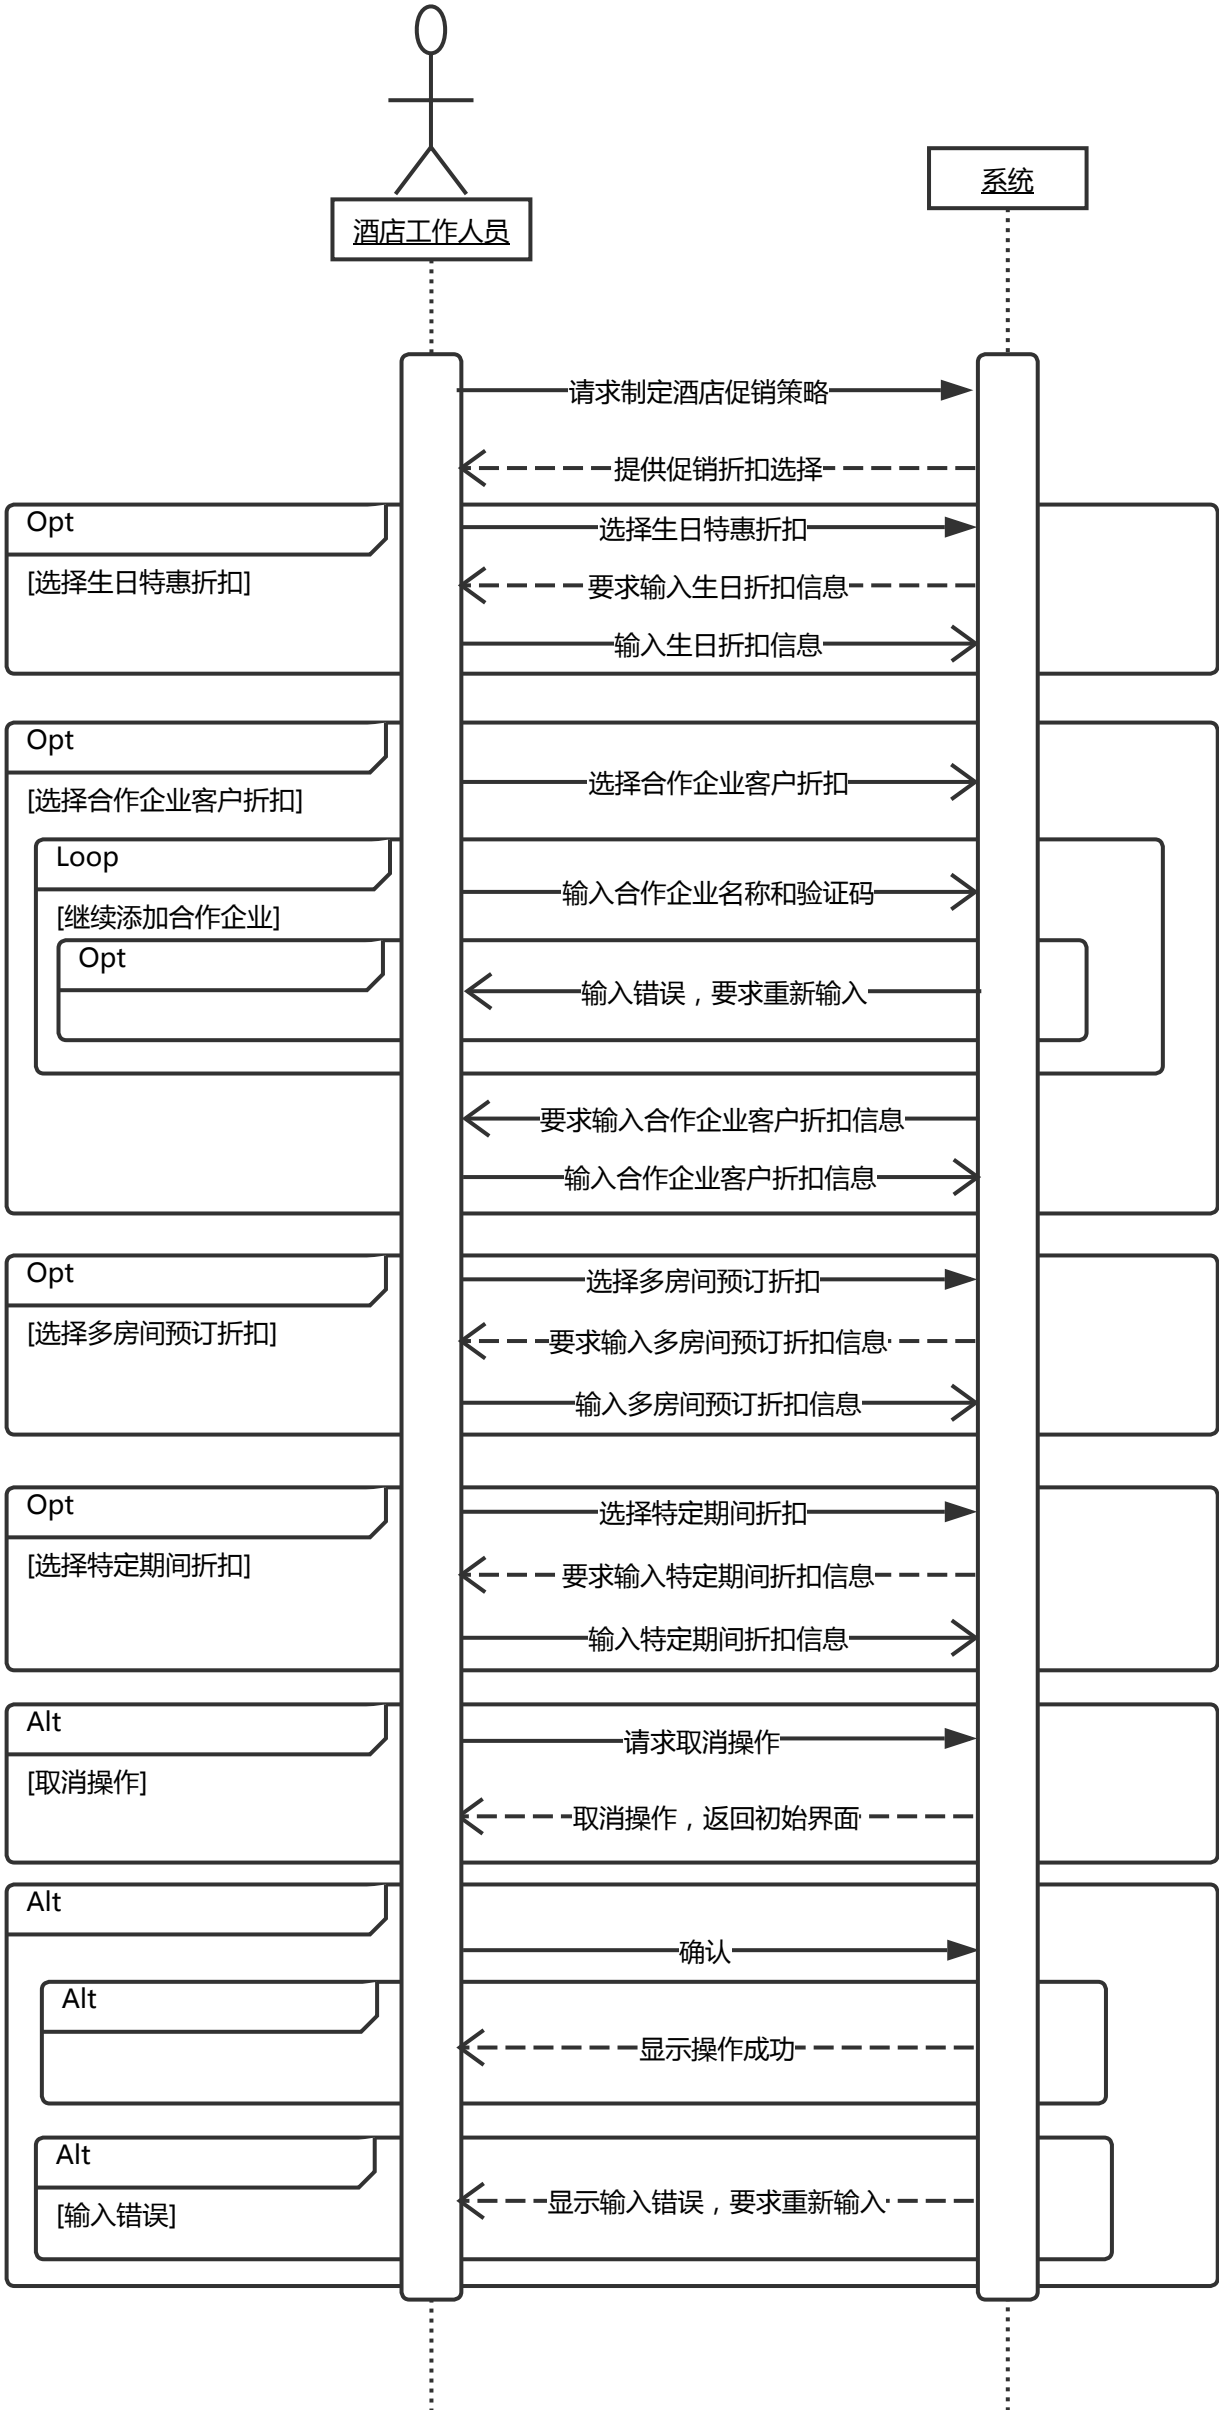 系统
酒店工作人员
请求制定酒店促销策略
提供促销折扣选择
Opt
选择生日特惠折扣
[选择生日特惠折扣]
要求输入生日折扣信息
输入生日折扣信息
Opt
选择合作企业客户折扣
[选择合作企业客户折扣]
Loop
输入合作企业名称和验证码
[继续添加合作企业]
Opt
输入错误，要求重新输入
要求输入合作企业客户折扣信息
输入合作企业客户折扣信息
Opt
选择多房间预订折扣
[选择多房间预订折扣]
要求输入多房间预订折扣信息
输入多房间预订折扣信息
Opt
选择特定期间折扣
[选择特定期间折扣]
要求输入特定期间折扣信息
输入特定期间折扣信息
Alt
请求取消操作
[取消操作]
取消操作，返回初始界面
Alt
确认
Alt
显示操作成功
Alt
显示输入错误，要求重新输入
[输入错误]